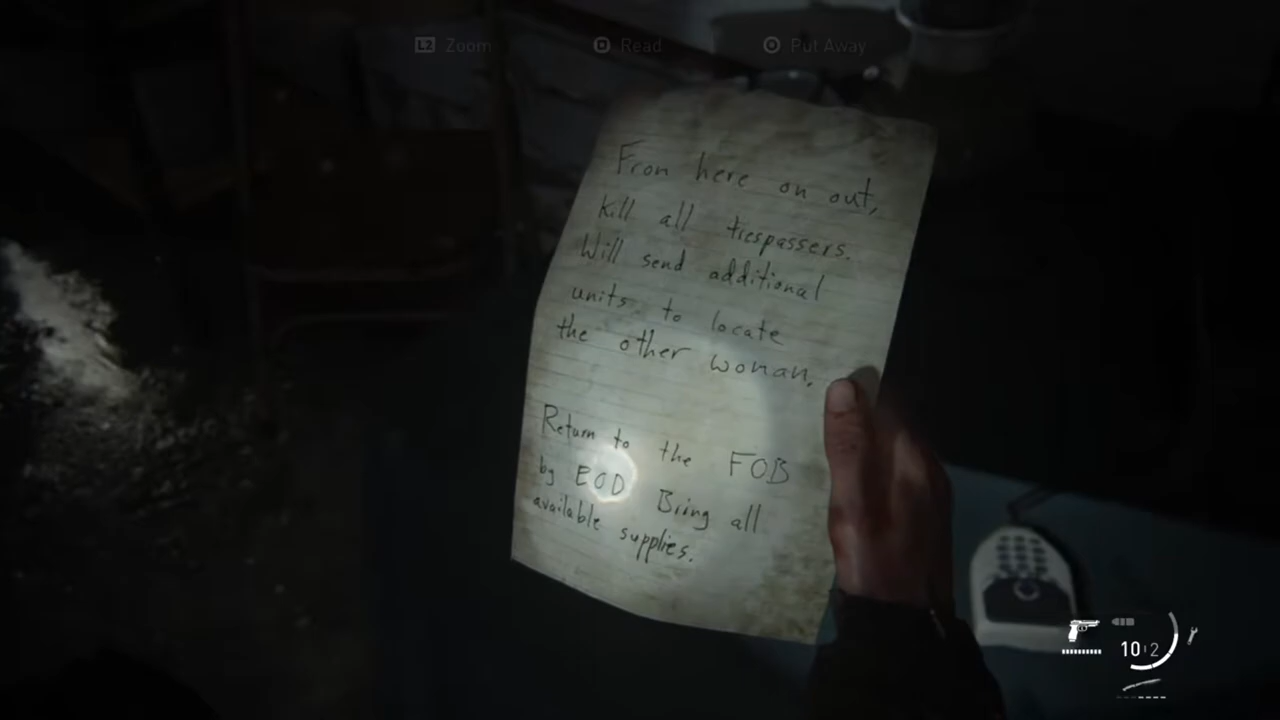 L2 Zoom Read Put Away
From here on out,
kill all trespassers.
Will send additional
units to locate
the other woman.
Return to the FOB
by EOD Bring all
available supplies.
10 2